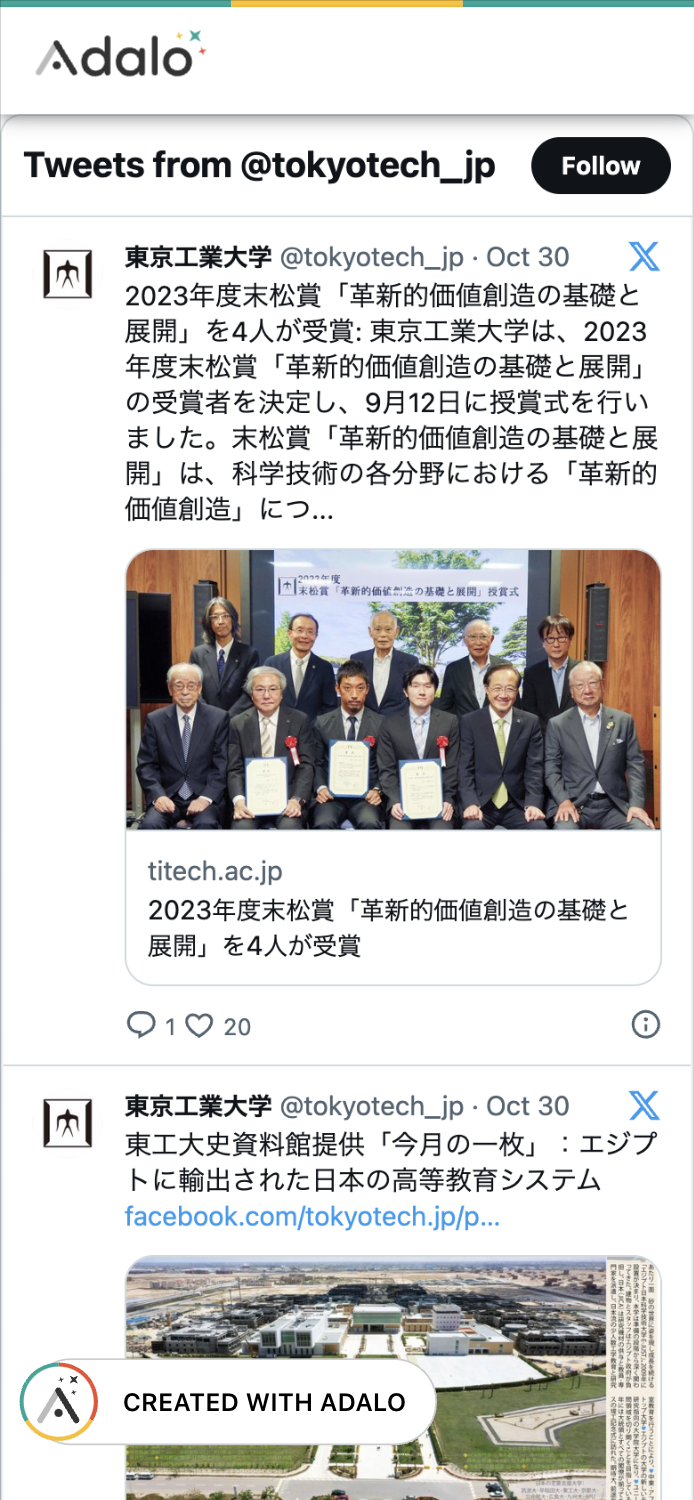 Adalo
Tweets from @tokyotech_jp
Follow
東京工業大学 @tokyotech_jp · Oct 30
2023年度末松賞「革新的価値創造の基礎と
展開」を4人が受賞: 東京工業大学は、2023
年度末松賞「革新的価値創造の基礎と展開」
の受賞者を決定し、9月12日に授賞式を行い
ました。末松賞「革新的価値創造の基礎と展
開」は、科学技術の各分野における「革新的
価値創造」につ...
2023年度
末松賞「革新的価値創造の基礎と展開」授賞式
titech.ac.jp
2023年度末松賞「革新的価値創造の基礎と
展開」を4人が受賞
1 20
東京工業大学 @tokyotech_jp · Oct 30
東工大史資料館提供「今月の一枚」：エジプ
トに輸出された日本の高等教育システム
facebook.com/tokyotech.jp/p...
CREATED WITH ADALO